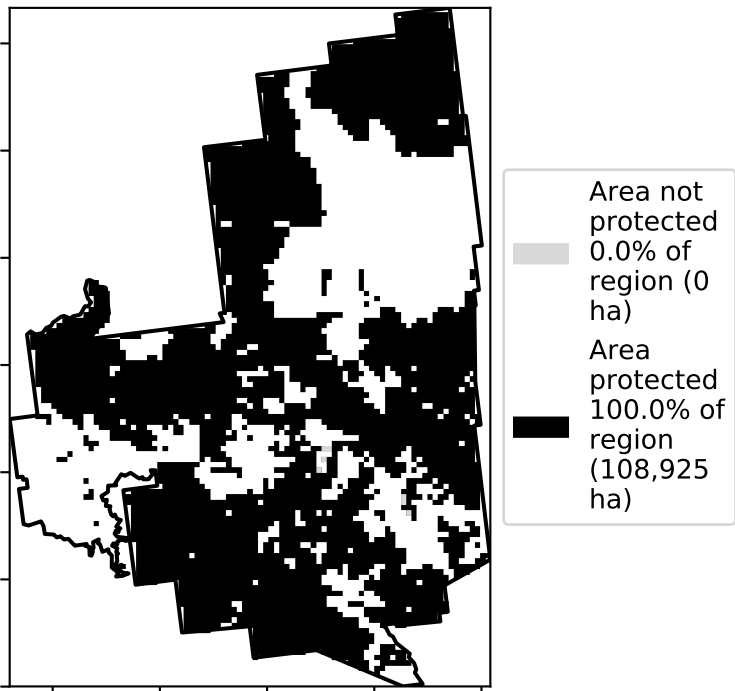 Area not
protected
0.0% of
region (0
ha)
Area
protected
100.0% of
region
(108,925
ha)